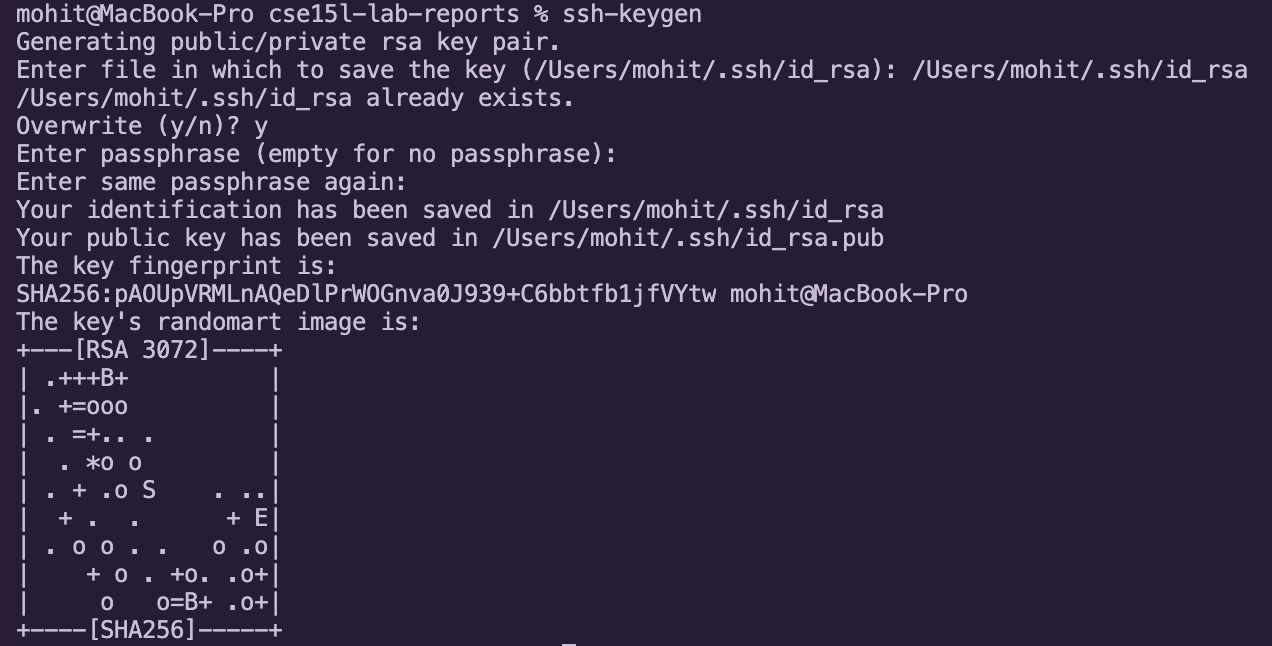 mohit@MacBook-Pro cse15l-lab-reports % ssh-keygen
Generating public/private rsa key pair.
Enter file in which to save the key (/Users/mohit/.ssh/id_rsa): /Users/mohit/.ssh/id_rsa
/Users/mohit/.ssh/id_rsa already exists.
Overwrite (y/n)? y
Enter passphrase (empty for no passphrase):
Enter same passphrase again:
Your identification has been saved in /Users/mohit/.ssh/id_rsa
Your public key has been saved in /Users/mohit/.ssh/id_rsa.pub
The key fingerprint is:
SHA256:pAOUpVRMLnAQeDlPrWOGnva0J939+C6bbtfb1jfVYtw mohit@MacBook-Pro
The key's randomart image is:
+---[RSA 3072]----+
| .+++B+          |
|. +=ooo          |
| . =+.. .        |
|  . *o o         |
| . + .o S    . ..|
|  + .  .      + E|
| . o o . .   o .o|
|    + o . +o. .o+|
|     o   o=B+ .o+|
+----[SHA256]-----+